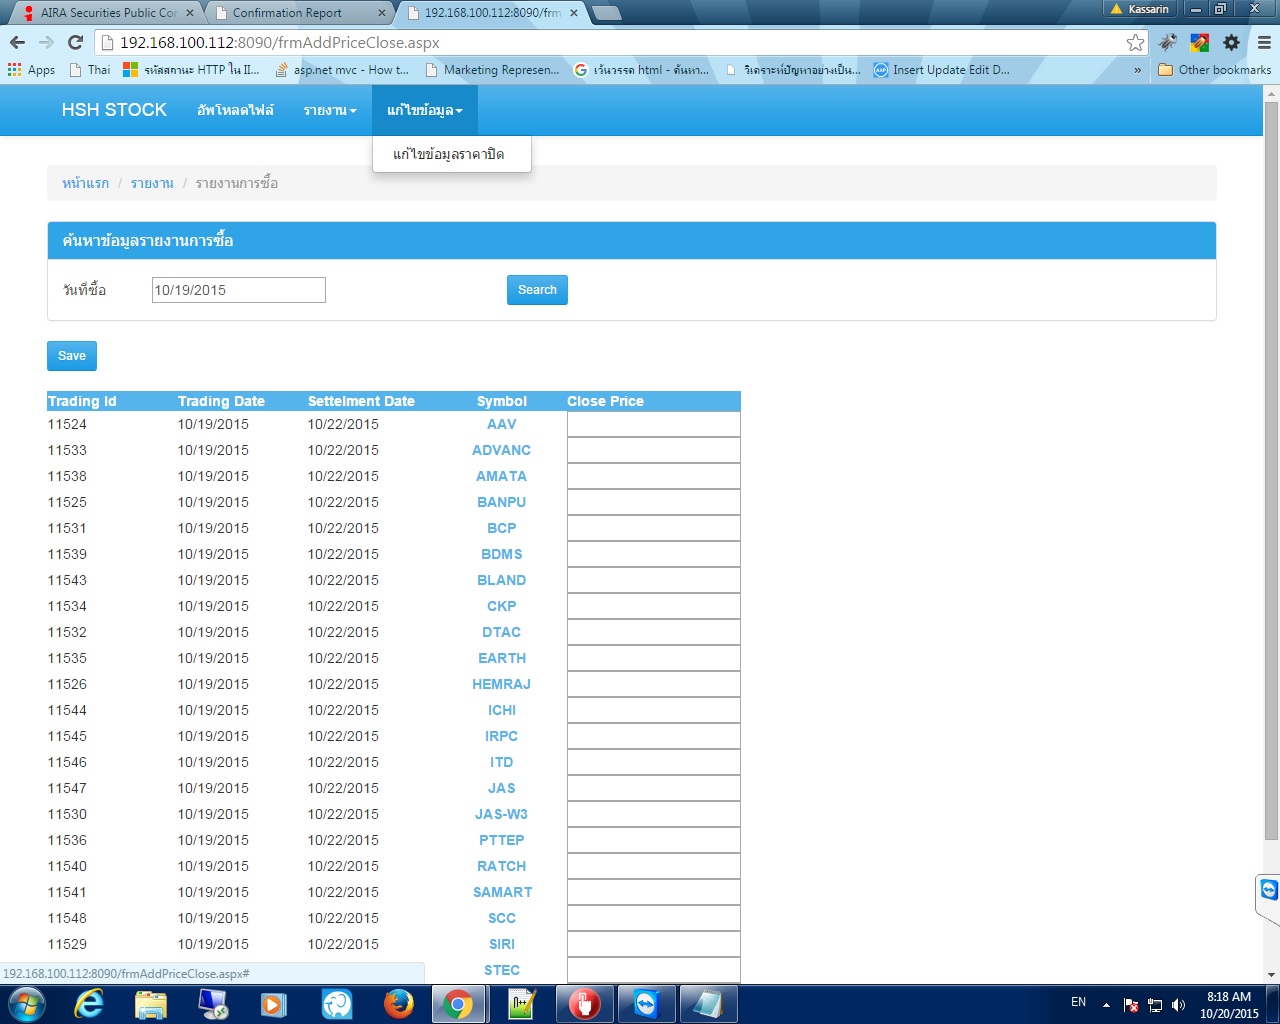 AIRA Securities Public Cor
Confirmation Report
192.168.100.112:8090/frm
Kassarin
192.168.100.112:8090/frmAddPriceClose.aspx
Apps
Thai
รหัสสถานะ HTTP ใน II...
asp.net mvc - How t...
Marketing Represen...
เว้นวรรค html - ค้นหา...
วิเคราะห์ปัญหาอย่างเป็น...
Insert Update Edit D...
»
Other bookmarks
HSH STOCK
อัพโหลดไฟล์
รายงาน
แก้ไขข้อมูล
แก้ไขข้อมูลราคาปิด
หน้าแรก / รายงาน / รายงานการซื้อ
ค้นหาข้อมูลรายงานการซื้อ
วันที่ซื้อ 10/19/2015 Search
Save
Trading Id Trading Date Settelment Date Symbol Close Price
11524 10/19/2015 10/22/2015 AAV
11533 10/19/2015 10/22/2015 ADVANC
11538 10/19/2015 10/22/2015 AMATA
11525 10/19/2015 10/22/2015 BANPU
11531 10/19/2015 10/22/2015 BCP
11539 10/19/2015 10/22/2015 BDMS
11543 10/19/2015 10/22/2015 BLAND
11534 10/19/2015 10/22/2015 CKP
11532 10/19/2015 10/22/2015 DTAC
11535 10/19/2015 10/22/2015 EARTH
11526 10/19/2015 10/22/2015 HEMRAJ
11544 10/19/2015 10/22/2015 ICHI
11545 10/19/2015 10/22/2015 IRPC
11546 10/19/2015 10/22/2015 ITD
11547 10/19/2015 10/22/2015 JAS
11530 10/19/2015 10/22/2015 JAS-W3
11536 10/19/2015 10/22/2015 PTTEP
11540 10/19/2015 10/22/2015 RATCH
11541 10/19/2015 10/22/2015 SAMART
11548 10/19/2015 10/22/2015 SCC
11529 10/19/2015 10/22/2015 SIRI
STEC
192.168.100.112:8090/frmAddPriceClose.aspx#
EN
8:18 AM
10/20/2015